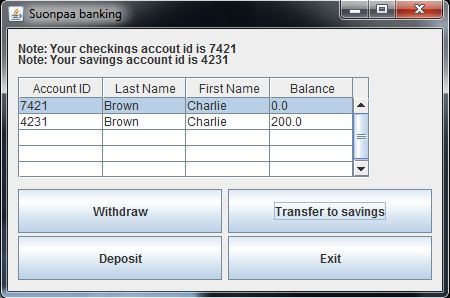 Suonpaa banking
Note: Your checkings accout id is 7421
Note: Your savings account id is 4231
Account ID Last Name First Name Balance
7421 Brown Charlie 0.0
4231 Brown Charlie 200.0
Withdraw Transfer to savings
Deposit Exit